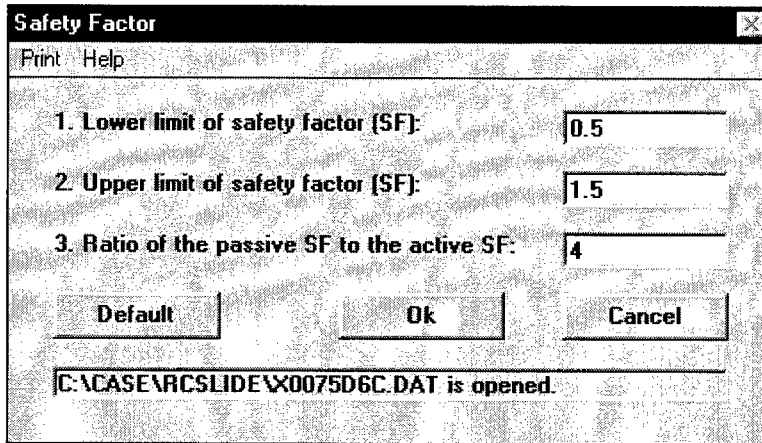 Safety Factor
Print Help
1. Lower limit of safety factor (SF): 0.5
2. Upper limit of safety factor (SF): 1.5
3. Ratio of the passive SF to the active SF: 4
Default Ok Cancel
C:\CASE\RCSLIDE\X0075D6C.DAT is opened.